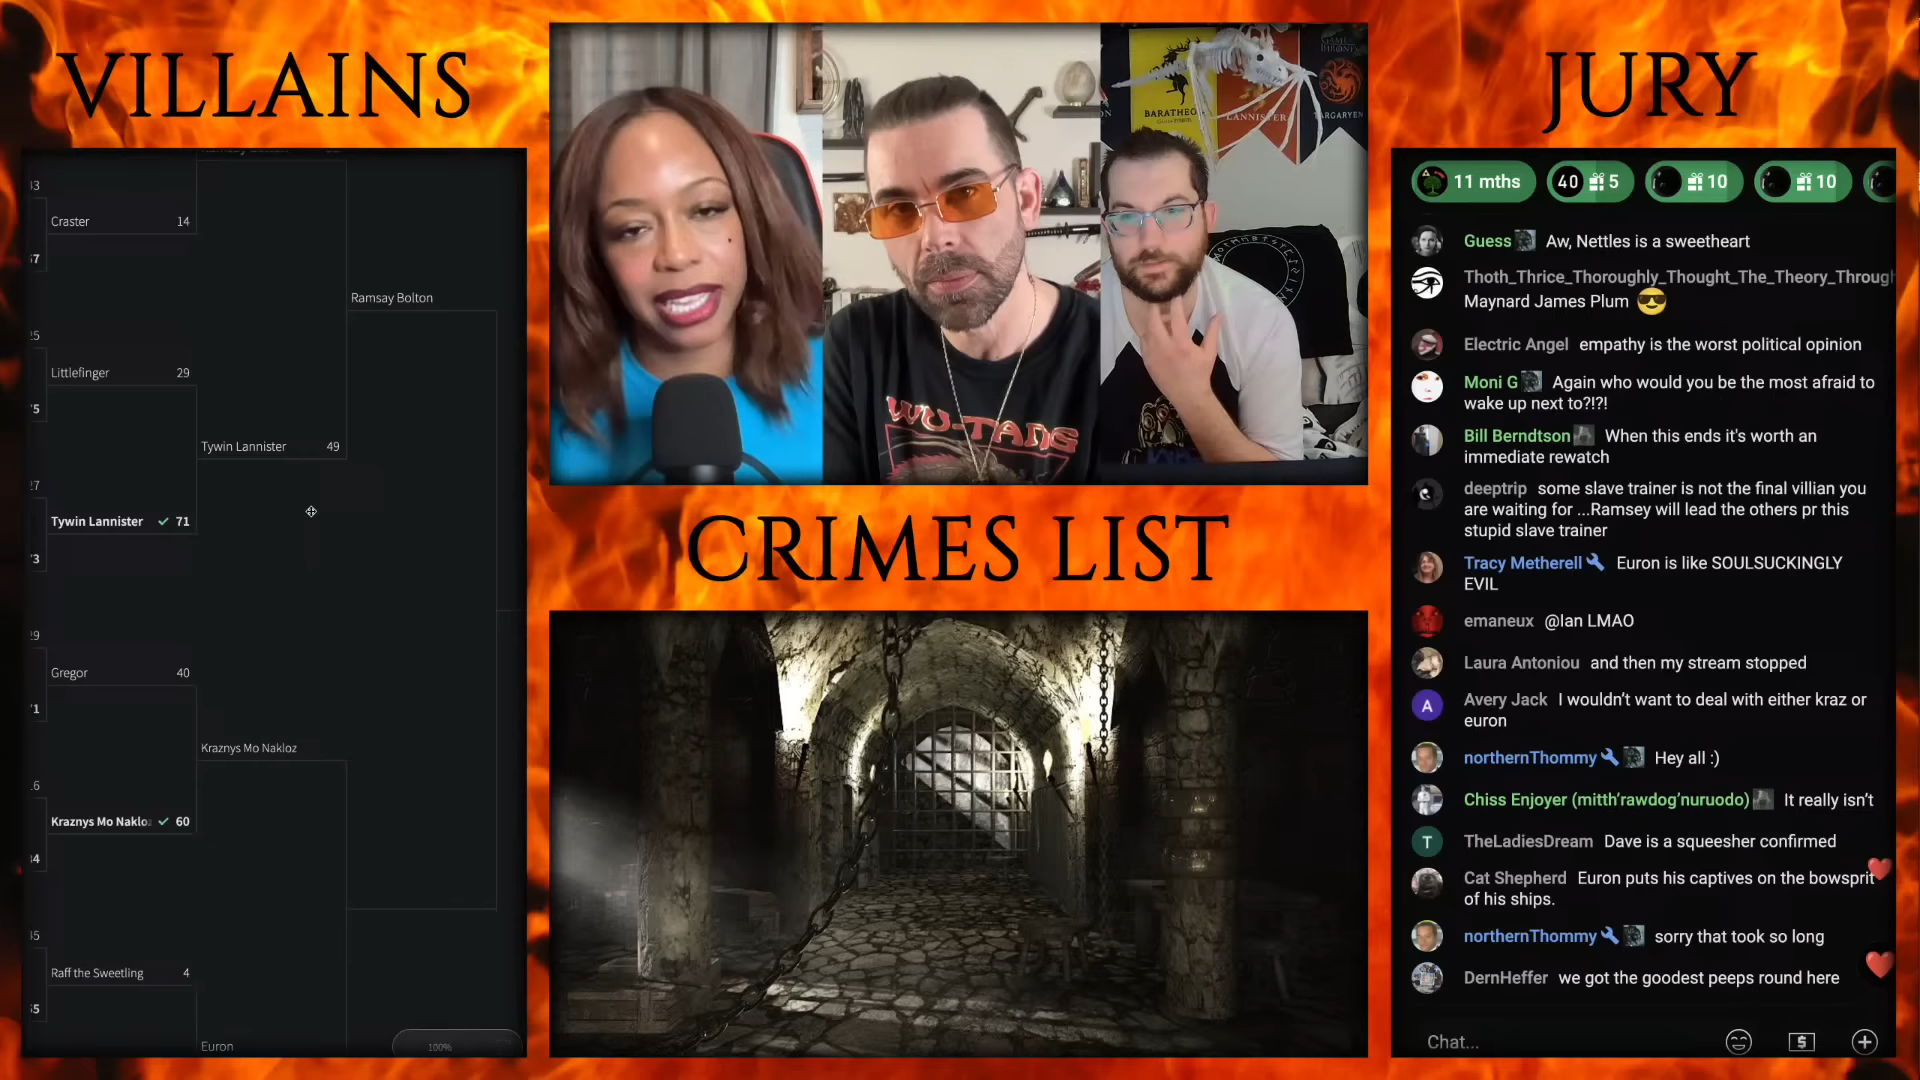 VILLAINS
JURY
CRIMES LIST
Craster 14
Ramsay Bolton
Littlefinger 29
Tywin Lannister 49
Tywin Lannister ✓ 71
Gregor 40
Kraznys Mo Nakloz
Kraznys Mo Nakloz ✓ 60
Raff the Sweetling 4
Euron
100%
BARATHEO
LANNISTER
TARGARYEN
WU-TANG
11 mths
40 5
10
10
Guess Aw, Nettles is a sweetheart
Thoth_Thrice_Thoroughly_Thought_The_Theory_Through
Maynard James Plum 😎
Electric Angel empathy is the worst political opinion
Moni G Again who would you be the most afraid to
wake up next to?!?!
Bill Berndtson When this ends it's worth an
immediate rewatch
deeptrip some slave trainer is not the final villian you
are waiting for ...Ramsey will lead the others pr this
stupid slave trainer
Tracy Metherell Euron is like SOULSUCKINGLY
EVIL
emaneux @Ian LMAO
Laura Antoniou and then my stream stopped
A
Avery Jack I wouldn't want to deal with either kraz or
euron
northernThommy Hey all :)
Chiss Enjoyer (mitth'rawdog'nuruodo) It really isn't
T
TheLadiesDream Dave is a squeesher confirmed
Cat Shepherd Euron puts his captives on the bowsprit
of his ships.
northernThommy sorry that took so long
DernHeffer we got the goodest peeps round here
Chat...